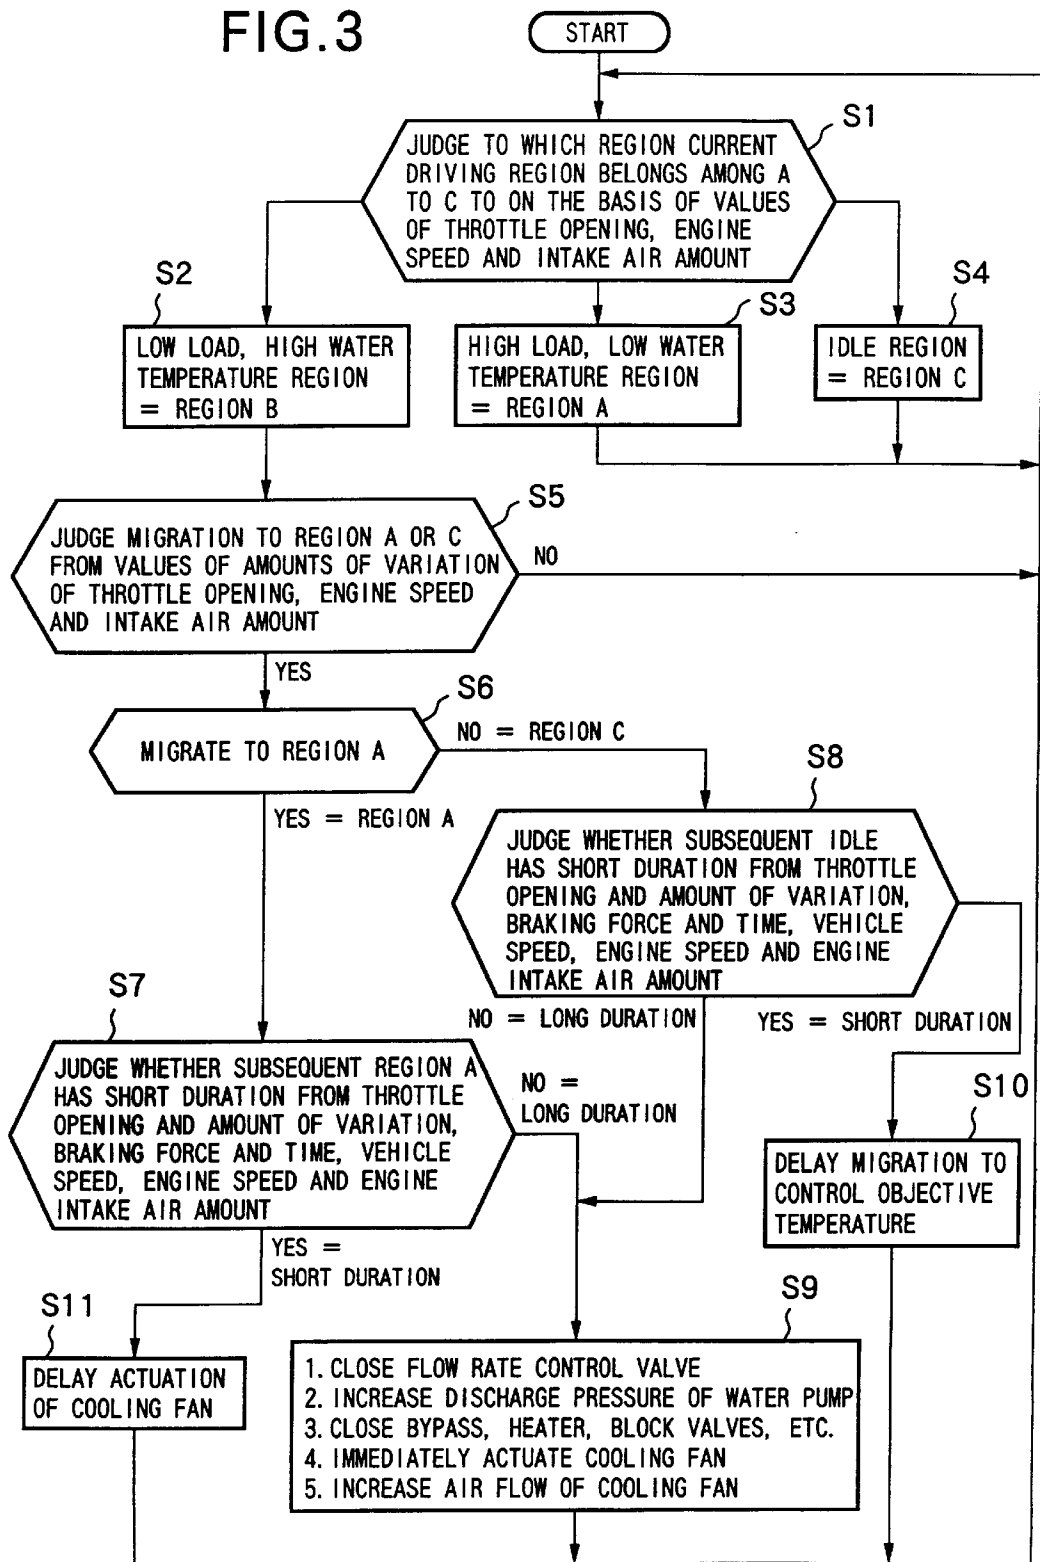 FIG.3
START
S1
JUDGE TO WHICH REGION CURRENT
DRIVING REGION BELONGS AMONG A
TO C TO ON THE BASIS OF VALUES
OF THROTTLE OPENING, ENGINE
SPEED AND INTAKE AIR AMOUNT
S2
LOW LOAD, HIGH WATER
TEMPERATURE REGION
= REGION B
S3
HIGH LOAD, LOW WATER
TEMPERATURE REGION
= REGION A
S4
IDLE REGION
= REGION C
S5
JUDGE MIGRATION TO REGION A OR C
FROM VALUES OF AMOUNTS OF VARIATION
OF THROTTLE OPENING, ENGINE SPEED
AND INTAKE AIR AMOUNT
NO
YES
S6
MIGRATE TO REGION A
NO = REGION C
YES = REGION A
S8
JUDGE WHETHER SUBSEQUENT IDLE
HAS SHORT DURATION FROM THROTTLE
OPENING AND AMOUNT OF VARIATION,
BRAKING FORCE AND TIME, VEHICLE
SPEED, ENGINE SPEED AND ENGINE
INTAKE AIR AMOUNT
NO = LONG DURATION
YES = SHORT DURATION
S7
JUDGE WHETHER SUBSEQUENT REGION A
HAS SHORT DURATION FROM THROTTLE
OPENING AND AMOUNT OF VARIATION,
BRAKING FORCE AND TIME, VEHICLE
SPEED, ENGINE SPEED AND ENGINE
INTAKE AIR AMOUNT
NO =
LONG DURATION
YES =
SHORT DURATION
S10
DELAY MIGRATION TO
CONTROL OBJECTIVE
TEMPERATURE
S11
DELAY ACTUATION
OF COOLING FAN
S9
1. CLOSE FLOW RATE CONTROL VALVE
2. INCREASE DISCHARGE PRESSURE OF WATER PUMP
3. CLOSE BYPASS, HEATER, BLOCK VALVES, ETC.
4. IMMEDIATELY ACTUATE COOLING FAN
5. INCREASE AIR FLOW OF COOLING FAN